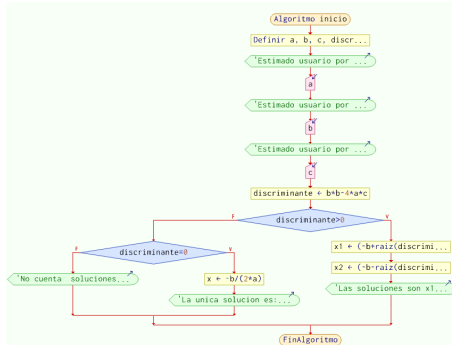 Algoritmo inicio
Definir a, b, c, discr...
'Estimado usuario por ...
a
'Estimado usuario por ...
b
'Estimado usuario por ...
c
discriminante ← b*b-4*a*c
discriminante>0
F
V
discriminante=0
F
V
x1 ← (-b+raiz(discrimi...
x2 ← (-b-raiz(discrimi...
'No cuenta soluciones...
x ← -b/(2*a)
'Las soluciones son x1...
'La unica solucion es:...
FinAlgoritmo